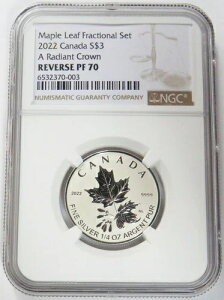 Maple Leaf Fractional Set
2022 Canada S$3
A Radiant Crown
REVERSE PF 70
6532370-003
NUMISMATIC GUARANTY COMPANY
NGC
CANADA
2022
9999
FINE SILVER 1/4 OZ ARGENT PUR